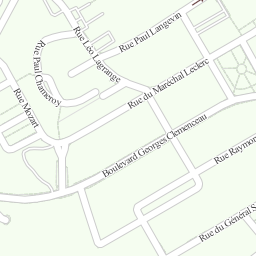 Rue Paul Langevin
Rue Léo Lagrange
Rue Paul Chameroy
Rue du Maréchal Leclerc
Rue Mozart
Boulevard Georges Clemenceau
Rue Raymon
Rue du Général S